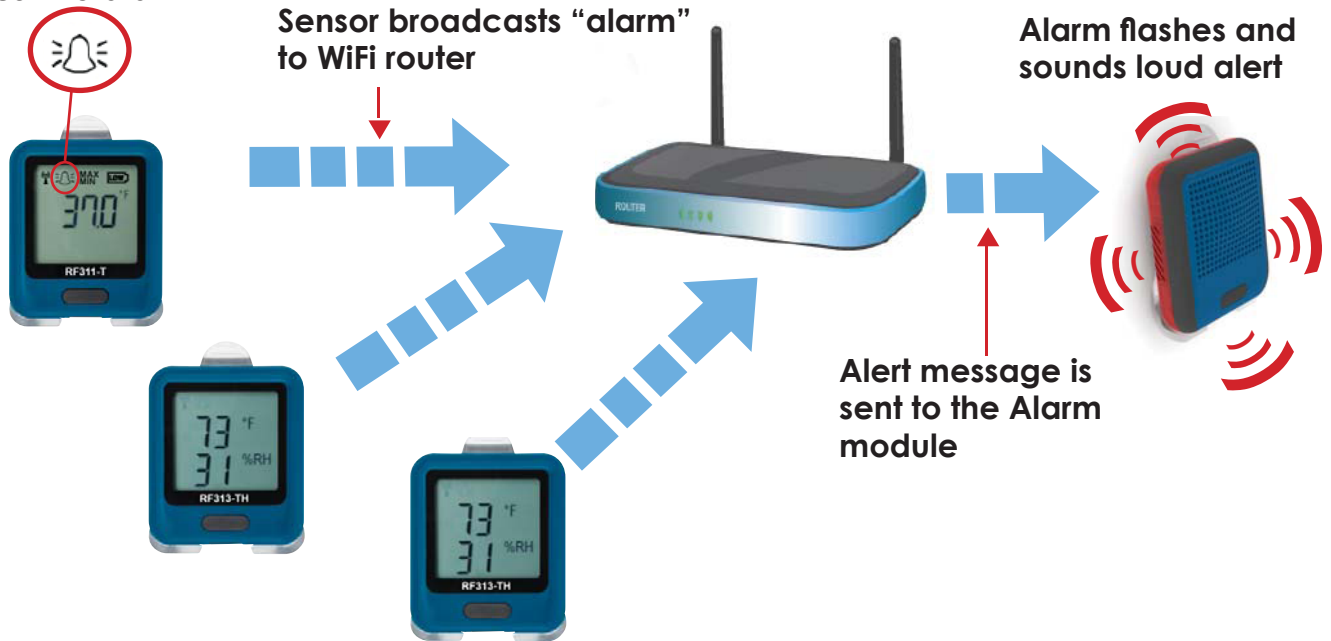 Sensor broadcasts “alarm”
to WiFi router
Alarm flashes and
sounds loud alert
MAX
MIN
LOW
37.0 °F
RF311-T
ROUTER
Alert message is
sent to the Alarm
module
73 °F
31 %RH
RF313-TH
73 °F
31 %RH
RF313-TH